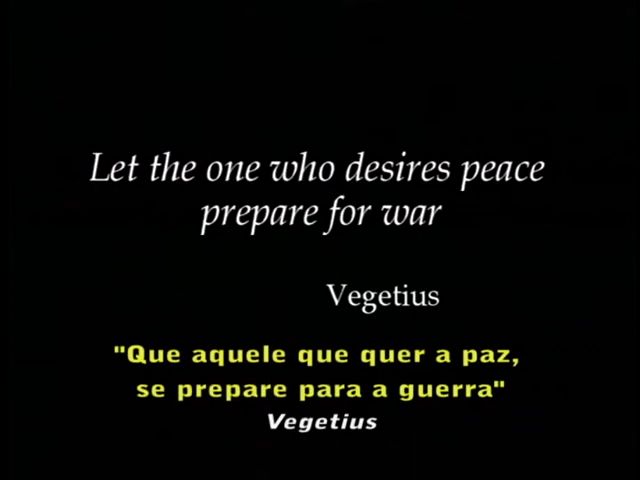 Let the one who desires peace
prepare for war
Vegetius
"Que aquele que quer a paz,
se prepare para a guerra"
Vegetius